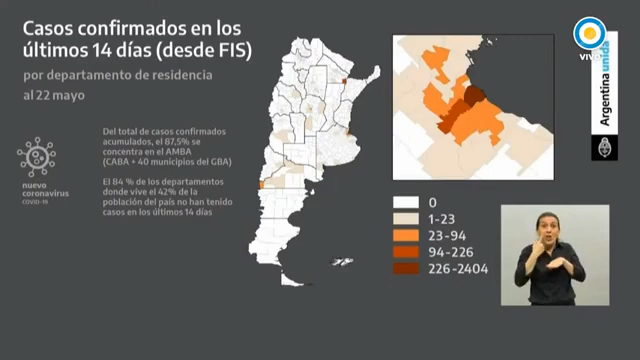 Casos confirmados en los
últimos 14 días (desde FIS)
por departamento de residencia
al 22 mayo
Del total de casos confirmados
acumulados, el 87,5% se
concentra en el AMBA
(CABA + 40 municipios del GBA)
El 84 % de los departamentos
donde vive el 42% de la
población del país no han tenido
casos en los últimos 14 días
nuevo
coronavirus
COVID-19
0
1-23
23-94
94-226
226-2404
VIVO
Argentina unida